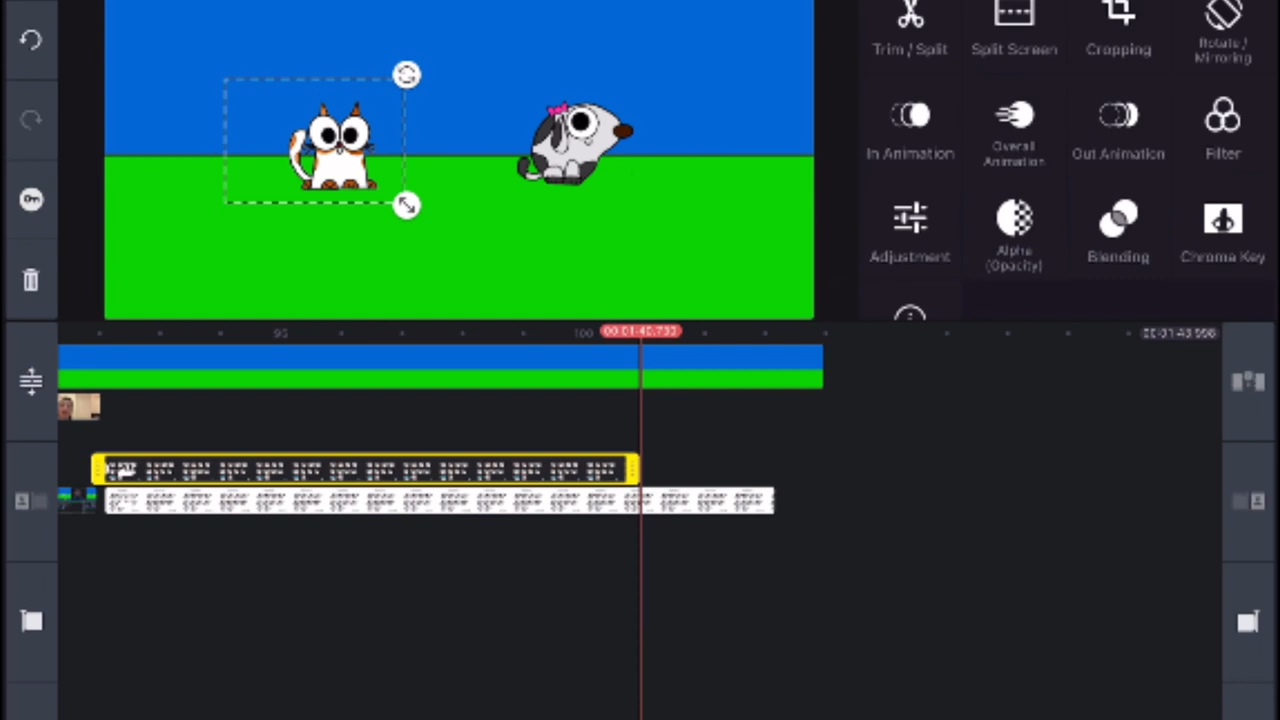 Trim / Split
Split Screen
Cropping
Rotate /
Mirroring
In Animation
Overall
Animation
Out Animation
Filter
Adjustment
Alpha
(Opacity)
Blending
Chroma Key
95
100
00:01:40.733
00:01:43.998